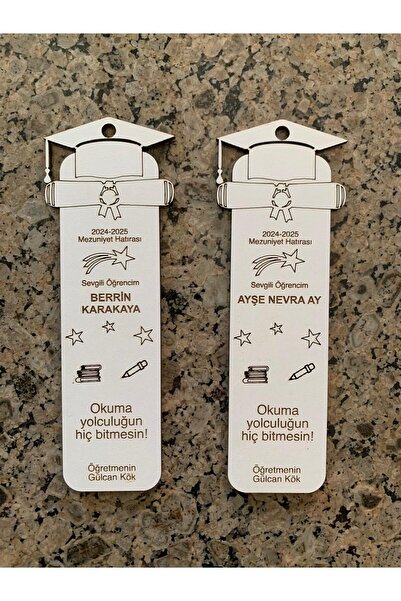 2024-2025
Mezuniyet Hatırası
Sevgili Öğrencim
BERRİN
KARAKAYA
Okuma
yolculuğun
hiç bitmesin!
Öğretmenin
Gülcan Kök
2024-2025
Mezuniyet Hatırası
Sevgili Öğrencim
AYŞE NEVRA AY
Okuma
yolculuğun
hiç bitmesin!
Öğretmenin
Gülcan Kök